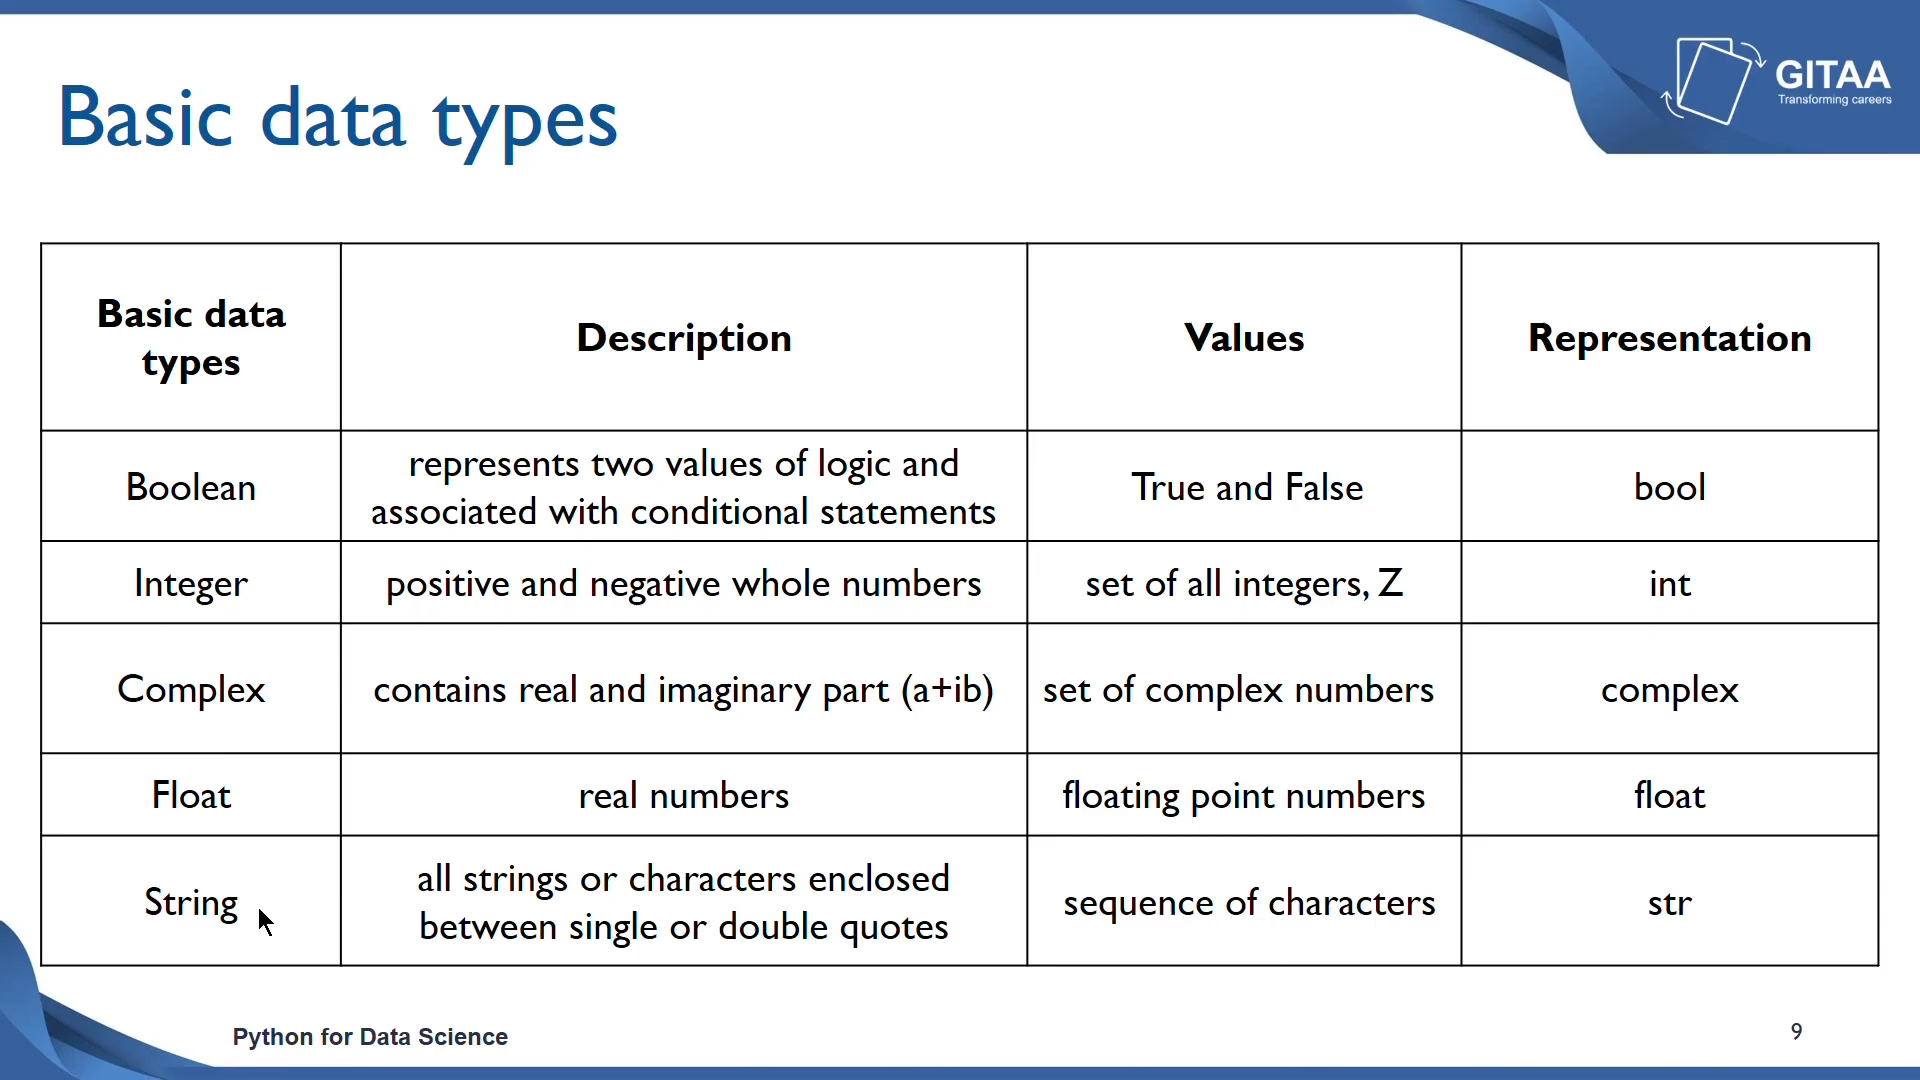 GITAA
Transforming careers
Basic data types
Basic data
types
Description
Values
Representation
Boolean
represents two values of logic and
associated with conditional statements
True and False
bool
Integer
positive and negative whole numbers
set of all integers, Z
int
Complex
contains real and imaginary part (a+ib)
set of complex numbers
complex
Float
real numbers
floating point numbers
float
String
all strings or characters enclosed
between single or double quotes
sequence of characters
str
Python for Data Science
9